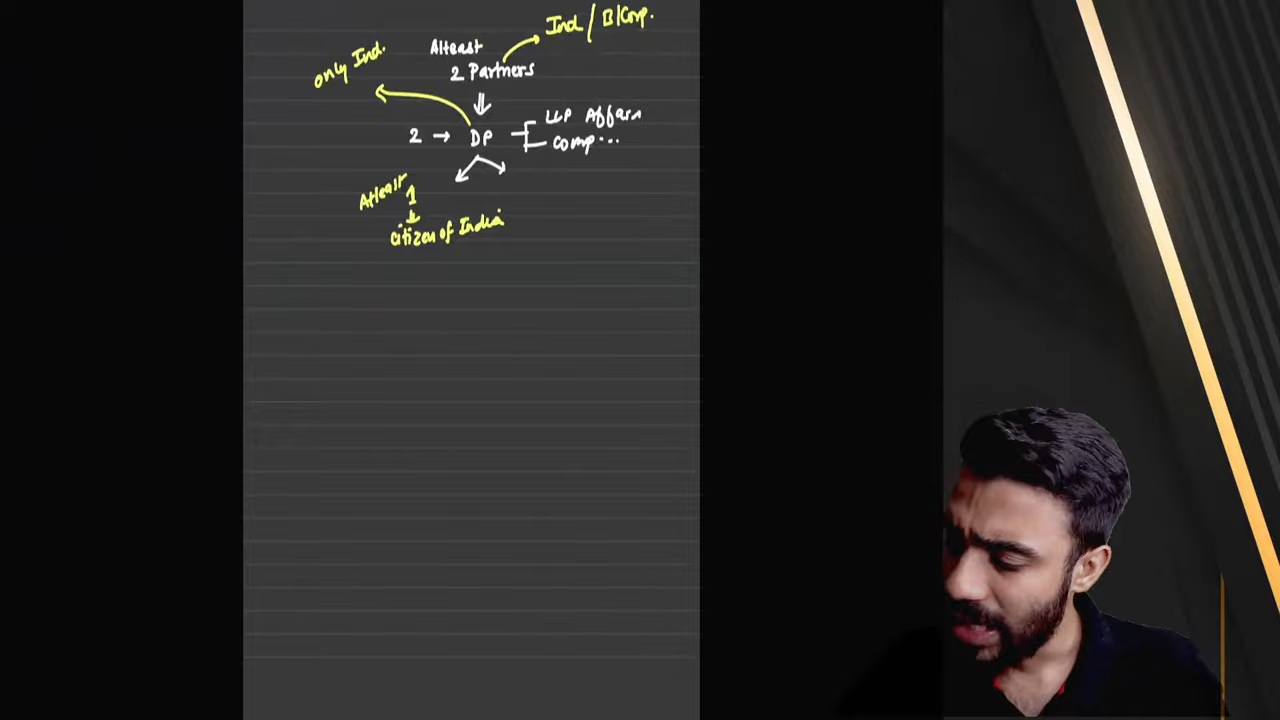 Ind / B/Corp.
only Ind.
Atleast
2 Partners
LLP Affairs
2 → DP
Comp...
Atleast 1
citizen of India